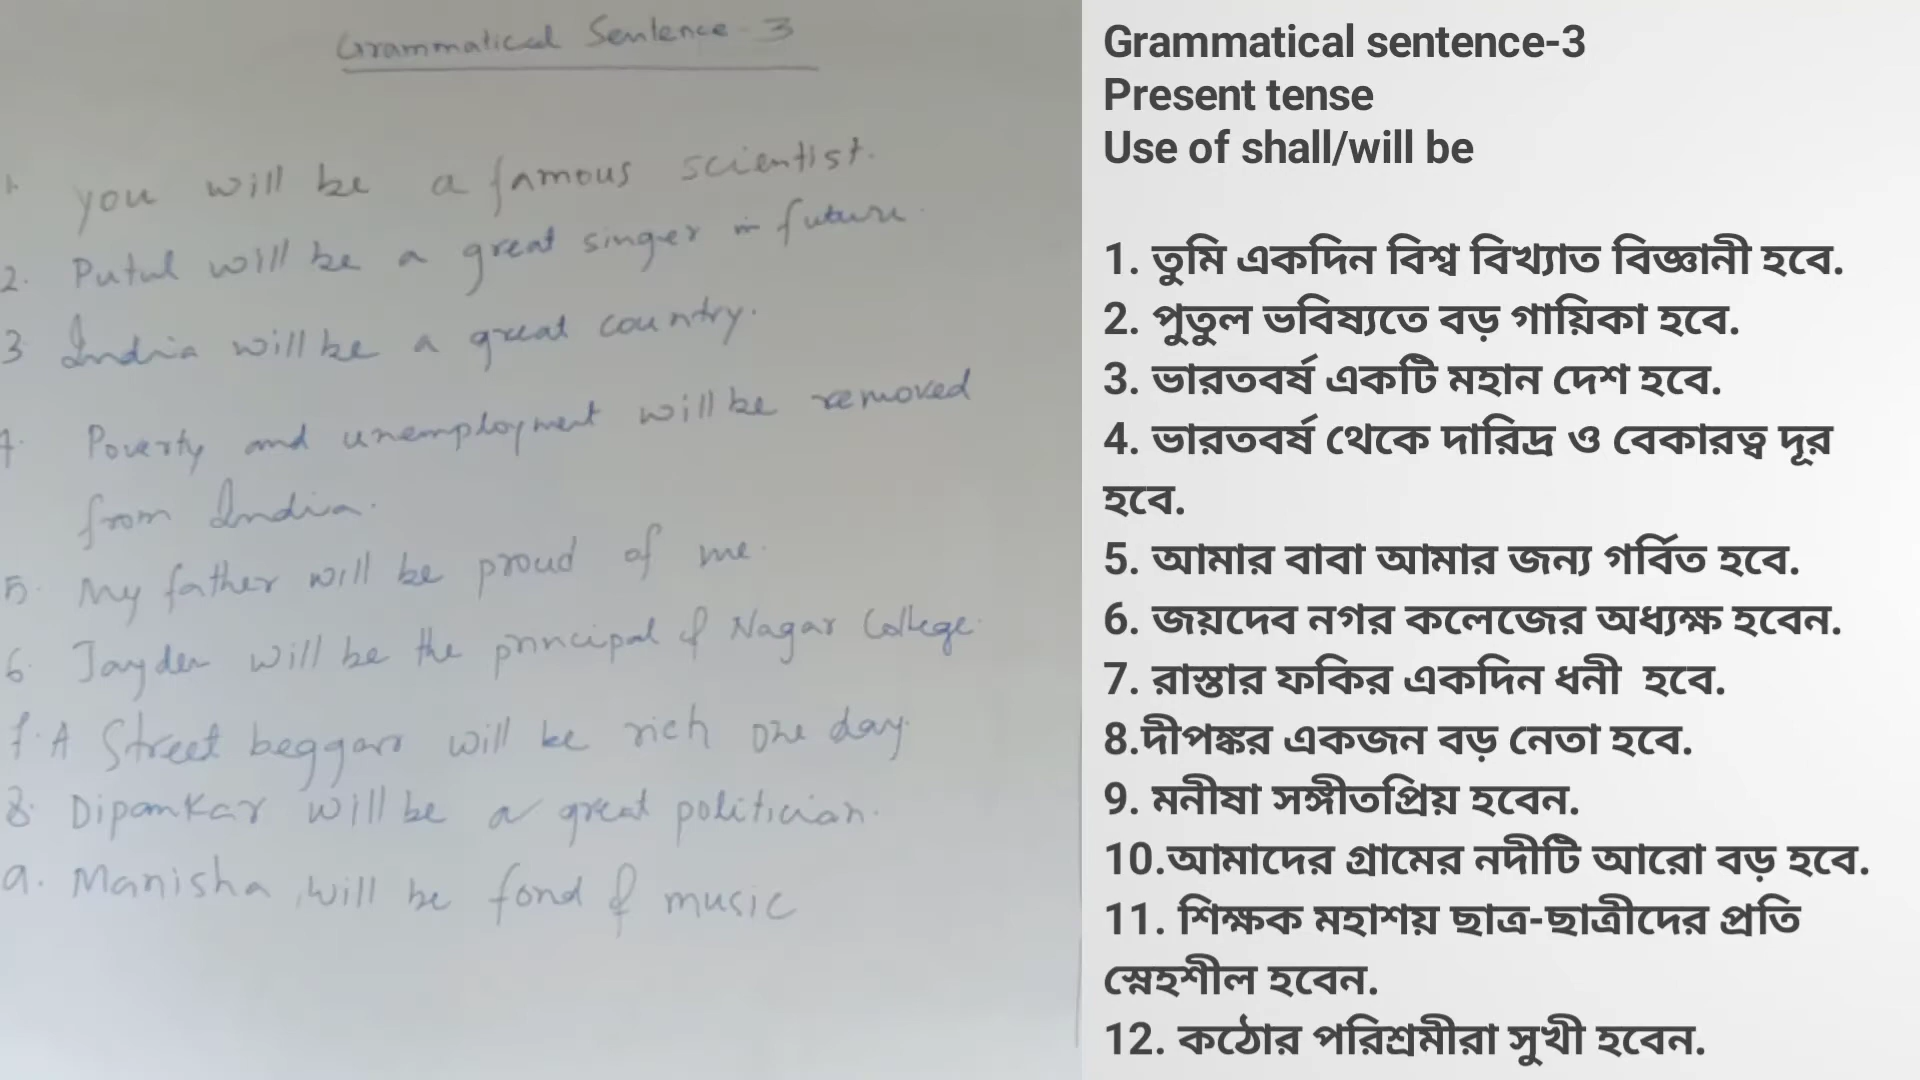 Grammatical Sentence-3
1. you will be a famous scientist.
2. Putul will be a great singer in future.
3 India will be a great country.
4. Poverty and unemployment will be removed
from India.
5. My father will be proud of me.
6. Jaydev will be the principal of Nagar College.
7. A Street beggar will be rich one day.
8. Dipankar will be a great politician.
9. Manisha will be fond of music
Grammatical sentence-3
Present tense
Use of shall/will be
1. তুমি একদিন বিশ্ব বিখ্যাত বিজ্ঞানী হবে.
2. পুতুল ভবিষ্যতে বড় গায়িকা হবে.
3. ভারতবর্ষ একটি মহান দেশ হবে.
4. ভারতবর্ষ থেকে দারিদ্র ও বেকারত্ব দূর
হবে.
5. আমার বাবা আমার জন্য গর্বিত হবে.
6. জয়দেব নগর কলেজের অধ্যক্ষ হবেন.
7. রাস্তার ফকির একদিন ধনী হবে.
8.দীপঙ্কর একজন বড় নেতা হবে.
9. মনীষা সঙ্গীতপ্রিয় হবেন.
10.আমাদের গ্রামের নদীটি আরো বড় হবে.
11. শিক্ষক মহাশয় ছাত্র-ছাত্রীদের প্রতি
স্নেহশীল হবেন.
12. কঠোর পরিশ্রমীরা সুখী হবেন.